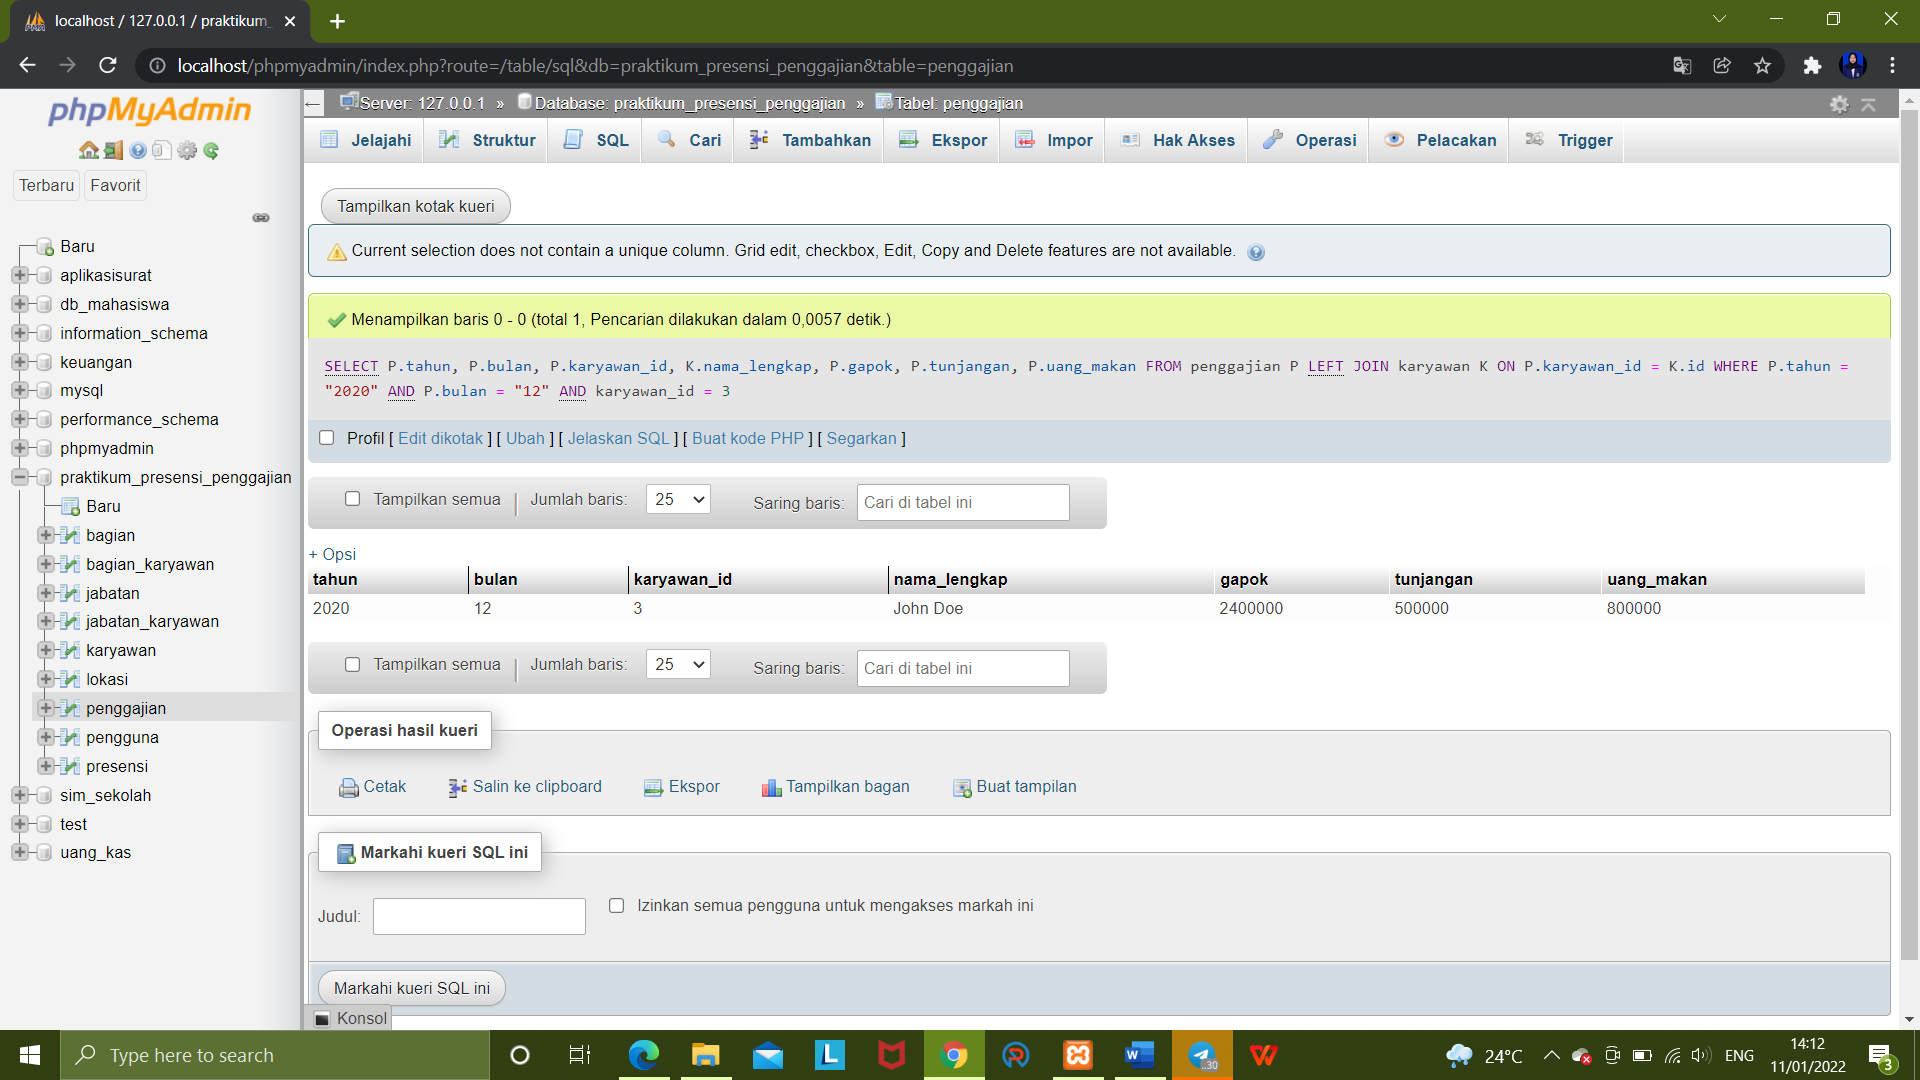 localhost / 127.0.0.1 / praktikum_
localhost/phpmyadmin/index.php?route=/table/sql&db=praktikum_presensi_penggajian&table=penggajian
phpMyAdmin
Terbaru
Favorit
Baru
aplikasisurat
db_mahasiswa
information_schema
keuangan
mysql
performance_schema
phpmyadmin
praktikum_presensi_penggajian
Baru
bagian
bagian_karyawan
jabatan
jabatan_karyawan
karyawan
lokasi
penggajian
pengguna
presensi
sim_sekolah
test
uang_kas
Server: 127.0.0.1 » Database: praktikum_presensi_penggajian » Tabel: penggajian
Jelajahi Struktur SQL Cari Tambahkan Ekspor Impor Hak Akses Operasi Pelacakan Trigger
Tampilkan kotak kueri
Current selection does not contain a unique column. Grid edit, checkbox, Edit, Copy and Delete features are not available.
Menampilkan baris 0 - 0 (total 1, Pencarian dilakukan dalam 0,0057 detik.)
SELECT P.tahun, P.bulan, P.karyawan_id, K.nama_lengkap, P.gapok, P.tunjangan, P.uang_makan FROM penggajian P LEFT JOIN karyawan K ON P.karyawan_id = K.id WHERE P.tahun =
"2020" AND P.bulan = "12" AND karyawan_id = 3
Profil [ Edit dikotak ] [ Ubah ] [ Jelaskan SQL ] [ Buat kode PHP ] [ Segarkan ]
Tampilkan semua | Jumlah baris: 25 Saring baris: Cari di tabel ini
+ Opsi
tahun bulan karyawan_id nama_lengkap gapok tunjangan uang_makan
2020 12 3 John Doe 2400000 500000 800000
Tampilkan semua | Jumlah baris: 25 Saring baris: Cari di tabel ini
Operasi hasil kueri
Cetak Salin ke clipboard Ekspor Tampilkan bagan Buat tampilan
Markahi kueri SQL ini
Judul: Izinkan semua pengguna untuk mengakses markah ini
Markahi kueri SQL ini
Konsol
Type here to search
24°C
ENG
14:12
11/01/2022
3
..30